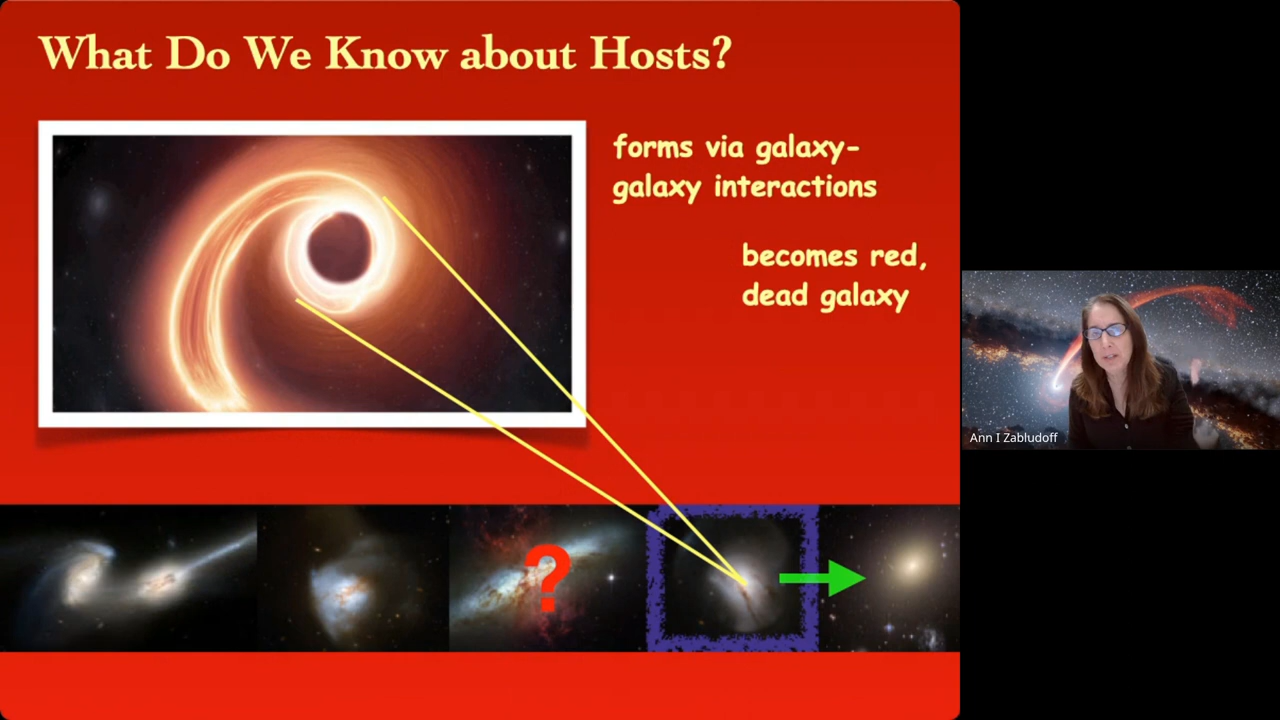 What Do We Know about Hosts?
forms via galaxy-
galaxy interactions
becomes red,
dead galaxy
?
Ann I Zabludoff